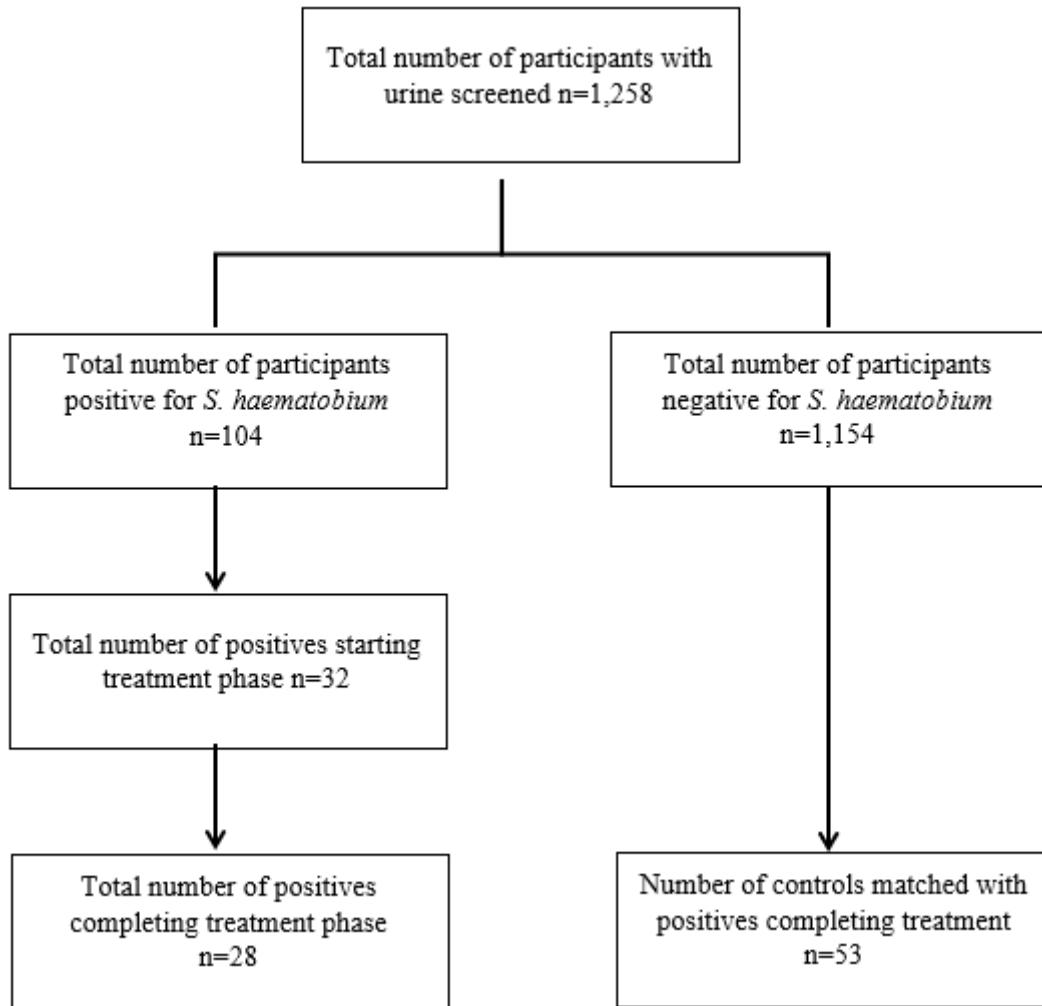 Total number of participants with
urine screened n=1,258
Total number of participants
positive for S. haematobium
n=104
Total number of participants
negative for S. haematobium
n=1,154
Total number of positives starting
treatment phase n=32
Total number of positives
completing treatment phase
n=28
Number of controls matched with
positives completing treatment
n=53